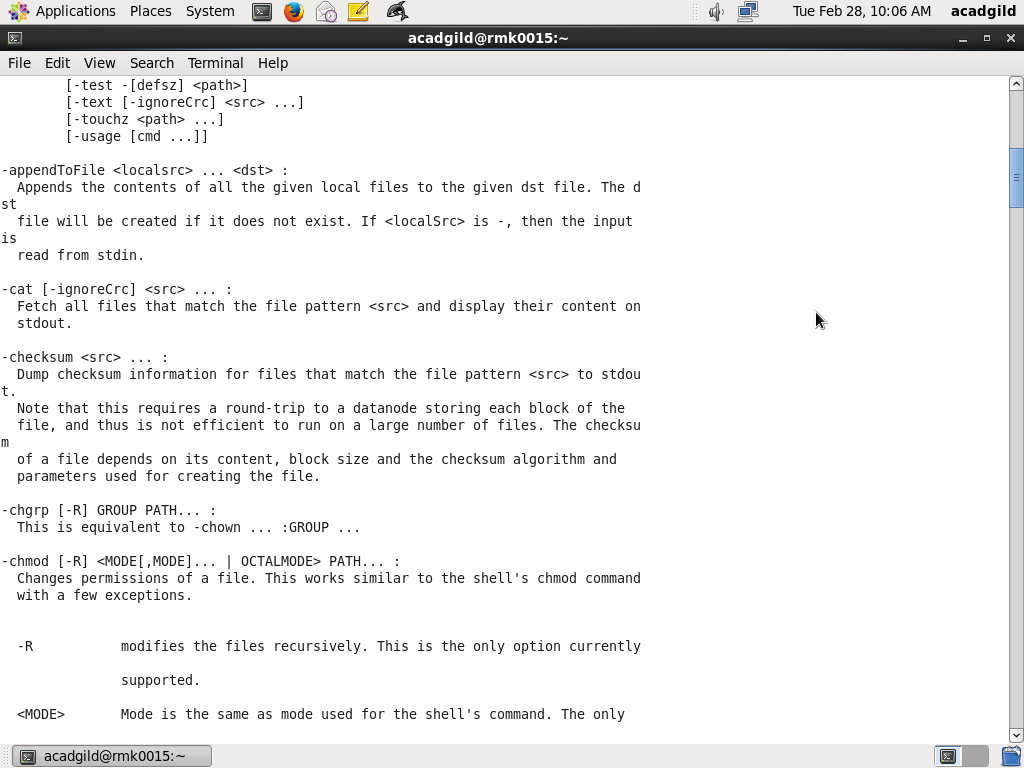 Applications Places System Tue Feb 28, 10:06 AM acadgild
acadgild@rmk0015:~
File Edit View Search Terminal Help
[-test -[defsz] <path>]
[-text [-ignoreCrc] <src> ...]
[-touchz <path> ...]
[-usage [cmd ...]]
-appendToFile <localsrc> ... <dst> :
Appends the contents of all the given local files to the given dst file. The d
st
file will be created if it does not exist. If <localSrc> is -, then the input
is
read from stdin.
-cat [-ignoreCrc] <src> ... :
Fetch all files that match the file pattern <src> and display their content on
stdout.
-checksum <src> ... :
Dump checksum information for files that match the file pattern <src> to stdou
t.
Note that this requires a round-trip to a datanode storing each block of the
file, and thus is not efficient to run on a large number of files. The checksu
m
of a file depends on its content, block size and the checksum algorithm and
parameters used for creating the file.
-chgrp [-R] GROUP PATH... :
This is equivalent to -chown ... :GROUP ...
-chmod [-R] <MODE[,MODE]... | OCTALMODE> PATH... :
Changes permissions of a file. This works similar to the shell's chmod command
with a few exceptions.
-R modifies the files recursively. This is the only option currently
supported.
<MODE> Mode is the same as mode used for the shell's command. The only
acadgild@rmk0015:~